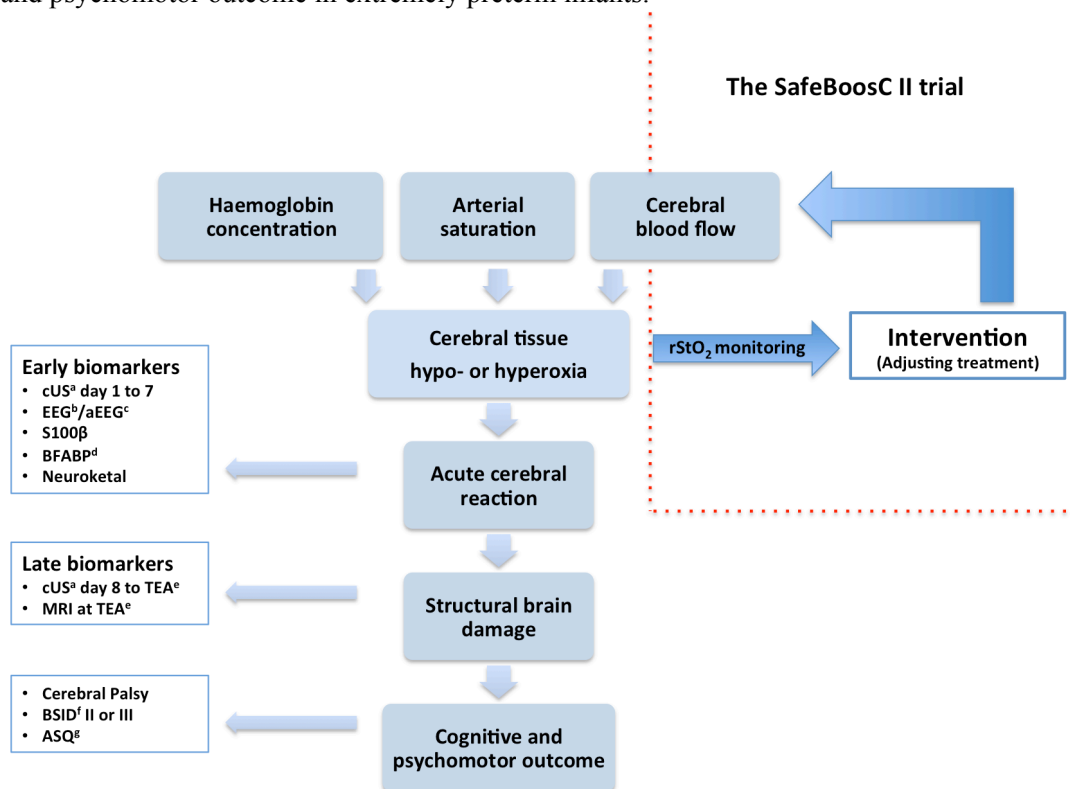 and psychomotor outcome in extremely preterm infants.
The SafeBoosC II trial
Haemoglobin
concentration
Arterial
saturation
Cerebral
blood flow
Cerebral tissue
hypo- or hyperoxia
rStO₂ monitoring
Intervention
(Adjusting treatment)
Early biomarkers
• cUSᵃ day 1 to 7
• EEGᵇ/aEEGᶜ
• S100β
• BFABPᵈ
• Neuroketal
Acute cerebral
reaction
Late biomarkers
• cUSᵃ day 8 to TEAᵉ
• MRI at TEAᵉ
Structural brain
damage
• Cerebral Palsy
• BSIDᶠ II or III
• ASQᵍ
Cognitive and
psychomotor outcome